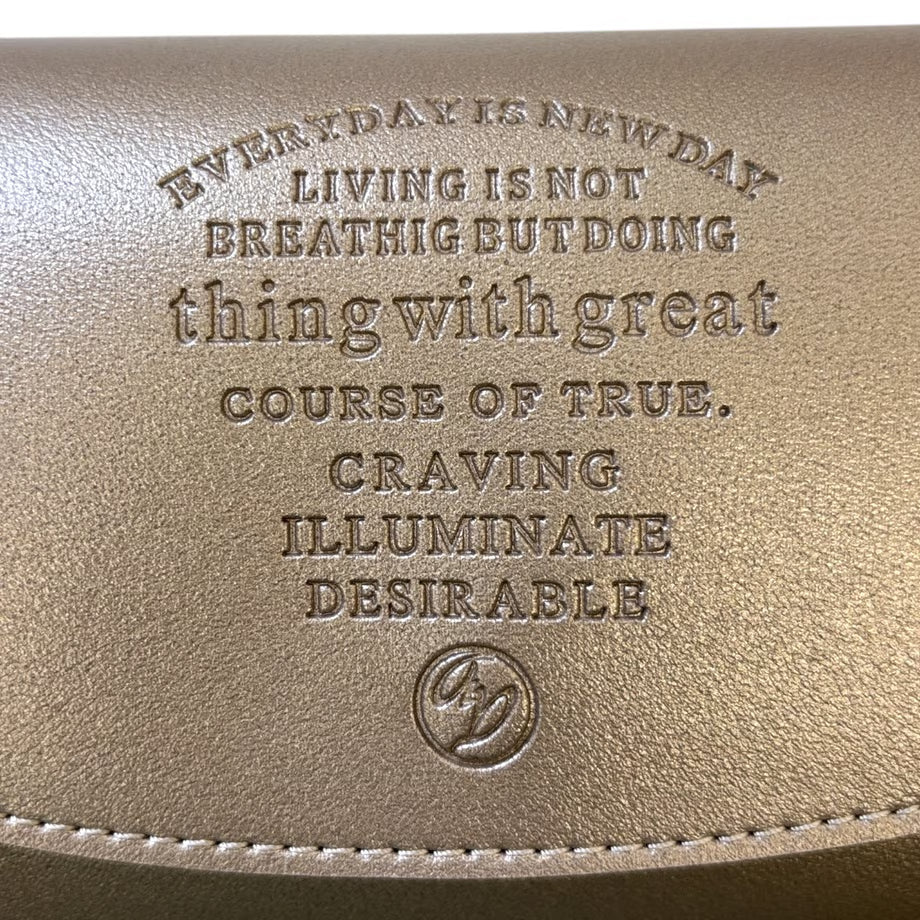 EVERYDAY IS NEW DAY
LIVING IS NOT
BREATHIG BUT DOING
thing with great
COURSE OF TRUE.
CRAVING
ILLUMINATE
DESIRABLE